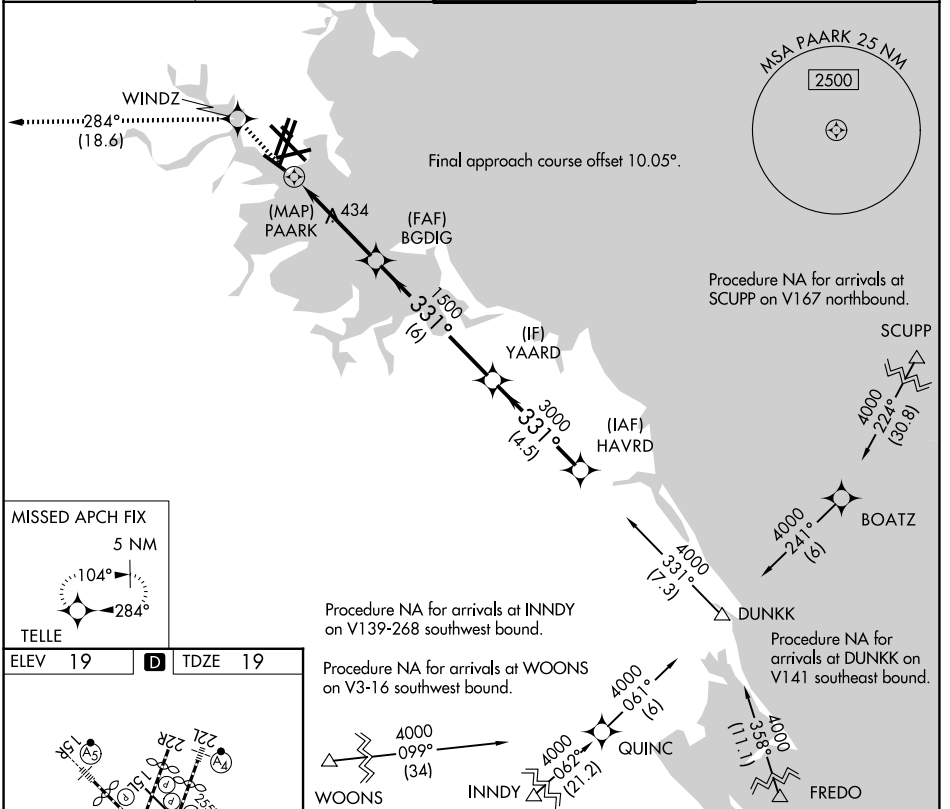 MSA PAARK 25 NM
2500
WINDZ
284°
(18.6)
Final approach course offset 10.05°.
(MAP)
PAARK
434
(FAF)
BGDIG
1500
331°
(6)
Procedure NA for arrivals at
SCUPP on V167 northbound.
(IF)
YAARD
SCUPP
4000
224°
(30.8)
3000
331°
(4.5)
(IAF)
HAVRD
BOATZ
4000
241°
(6)
MISSED APCH FIX
5 NM
104°
284°
TELLE
4000
331°
(7.3)
DUNKK
Procedure NA for arrivals at INNDY
on V139-268 southwest bound.
Procedure NA for
arrivals at DUNKK on
V141 southeast bound.
ELEV 19
D
TDZE 19
Procedure NA for arrivals at WOONS
on V3-16 southwest bound.
4000
061°
(6)
QUINC
4000
099°
(34)
WOONS
4000
062°
(21.2)
INNDY
4000
358°
(11.1)
FREDO
15R
A5
22R
22L
A4
15L
P
P